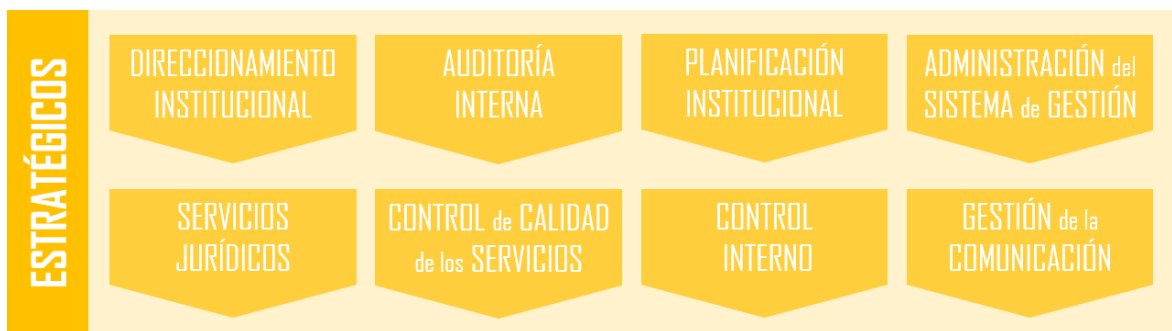 ESTRATÉGICOS
DIRECCIONAMIENTO
INSTITUCIONAL
AUDITORÍA
INTERNA
PLANIFICACIÓN
INSTITUCIONAL
ADMINISTRACIÓN del
SISTEMA de GESTIÓN
SERVICIOS
JURÍDICOS
CONTROL de CALIDAD
de los SERVICIOS
CONTROL
INTERNO
GESTIÓN de la
COMUNICACIÓN